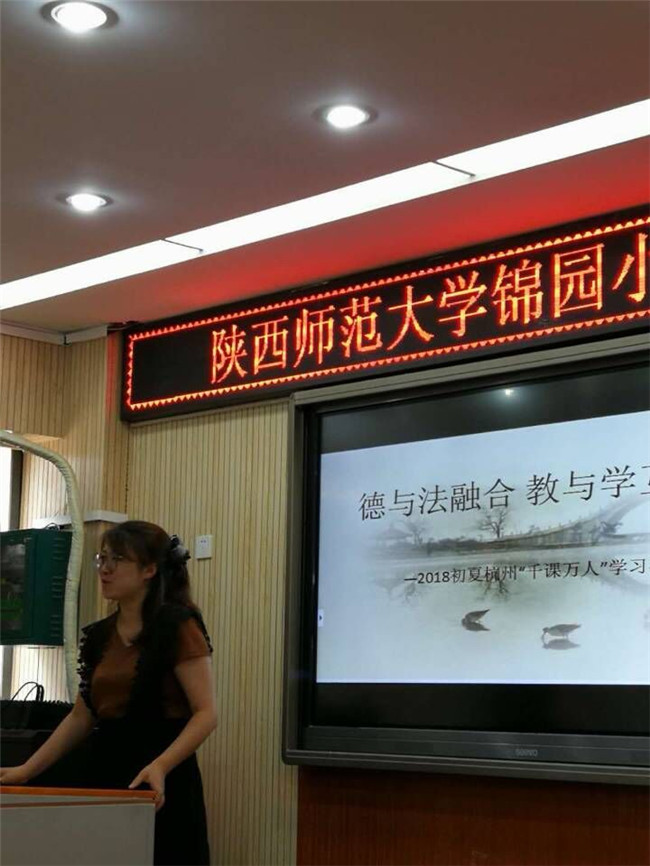 陕西师范大学锦园小
德与法融合 教与学互
—2018初夏杭州“千课万人”学习